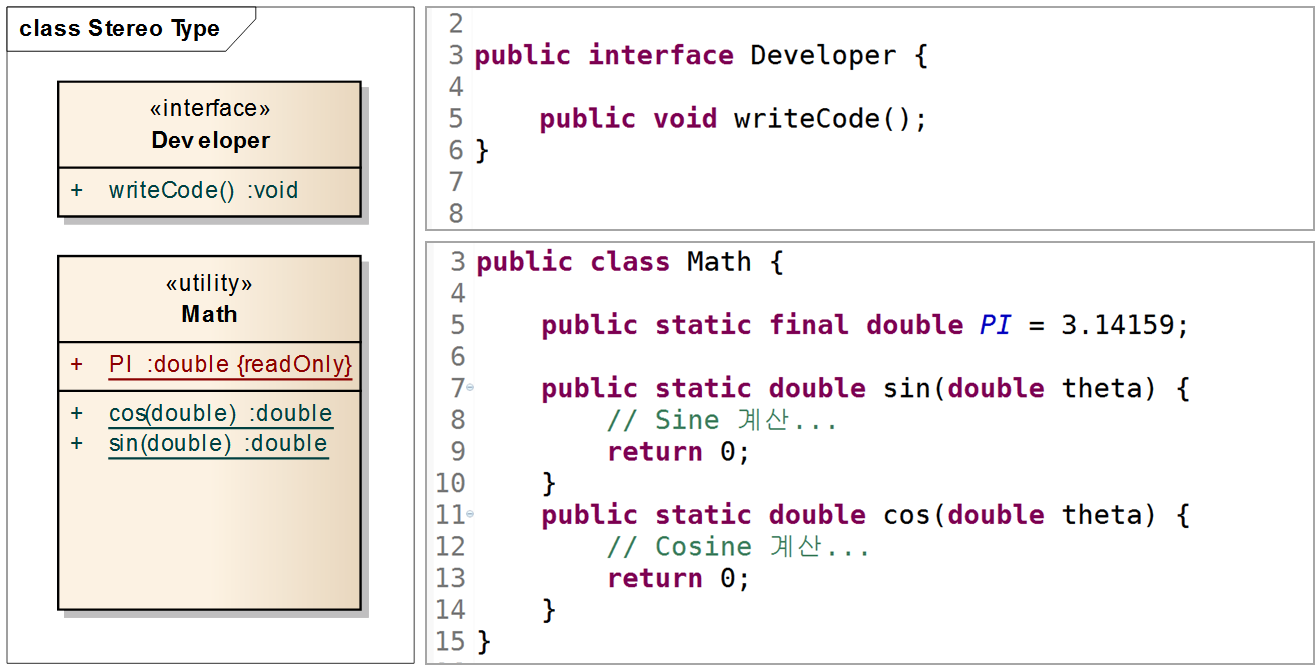 class Stereo Type
«interface»
Developer
+ writeCode() :void
«utility»
Math
+ PI :double {readOnly}
+ cos(double) :double
+ sin(double) :double
2
3 public interface Developer {
4
5 public void writeCode();
6 }
7
8
3 public class Math {
4
5 public static final double PI = 3.14159;
6
7 public static double sin(double theta) {
8 // Sine 계산...
9 return 0;
10 }
11 public static double cos(double theta) {
12 // Cosine 계산...
13 return 0;
14 }
15 }